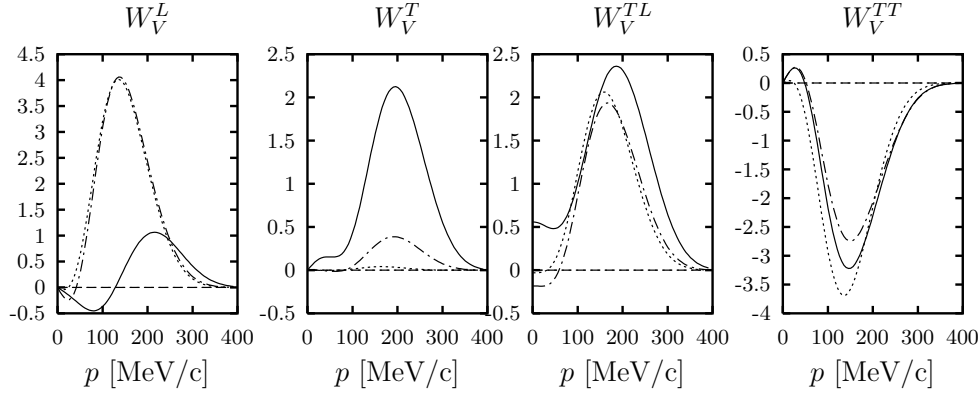 W_V^L W_V^T W_V^{TL} W_V^{TT}
4.5 2.5 2.5 0.5
4 2 2 0
3.5 1.5 1.5 -0.5
3 1 1 -1
2.5 0.5 0.5 -1.5
2 0 0 -2
1.5 -0.5 -0.5 -2.5
1 -3
0.5 -3.5
0 -4
-0.5
0 100 200 300 400 0 100 200 300 400 0 100 200 300 400 0 100 200 300 400
p [MeV/c] p [MeV/c] p [MeV/c] p [MeV/c]